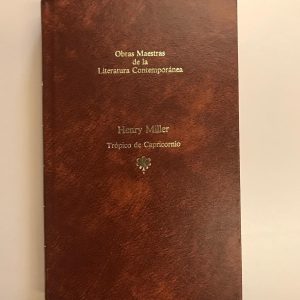 Obras Maestras
de la
Literatura Contemporánea
Henry Miller
Trópico de Capricornio